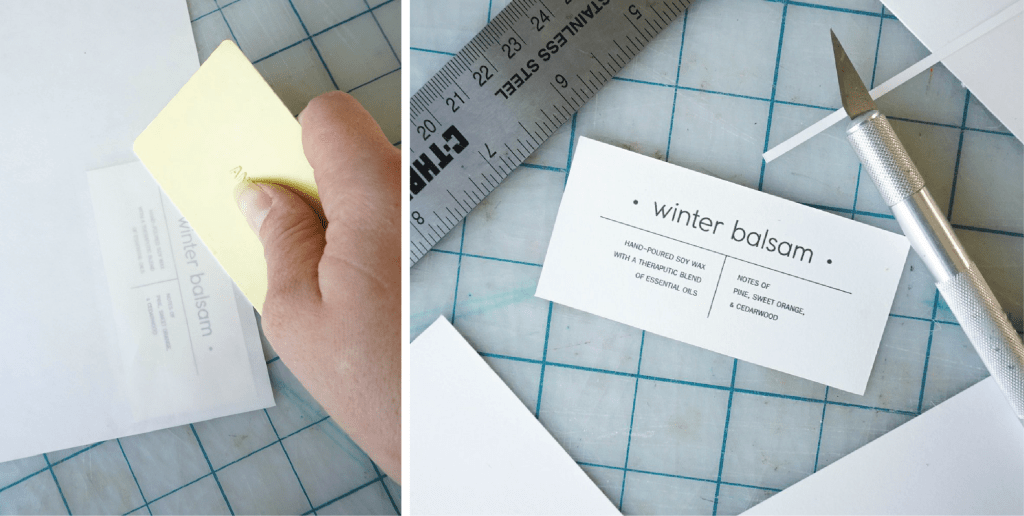 winter balsam •
HAND-POURED SOY WAX
WITH A THERAPUTIC BLEND
OF ESSENTIAL OILS
NOTES OF
PINE, SWEET ORANGE,
& CEDARWOOD
20 21 22 23 24
STAINLESS STEEL
C-THR
8 7 6 5
• winter balsam •
HAND-POURED SOY WAX
WITH A THERAPUTIC BLEND
OF ESSENTIAL OILS
NOTES OF
PINE, SWEET ORANGE,
& CEDARWOOD